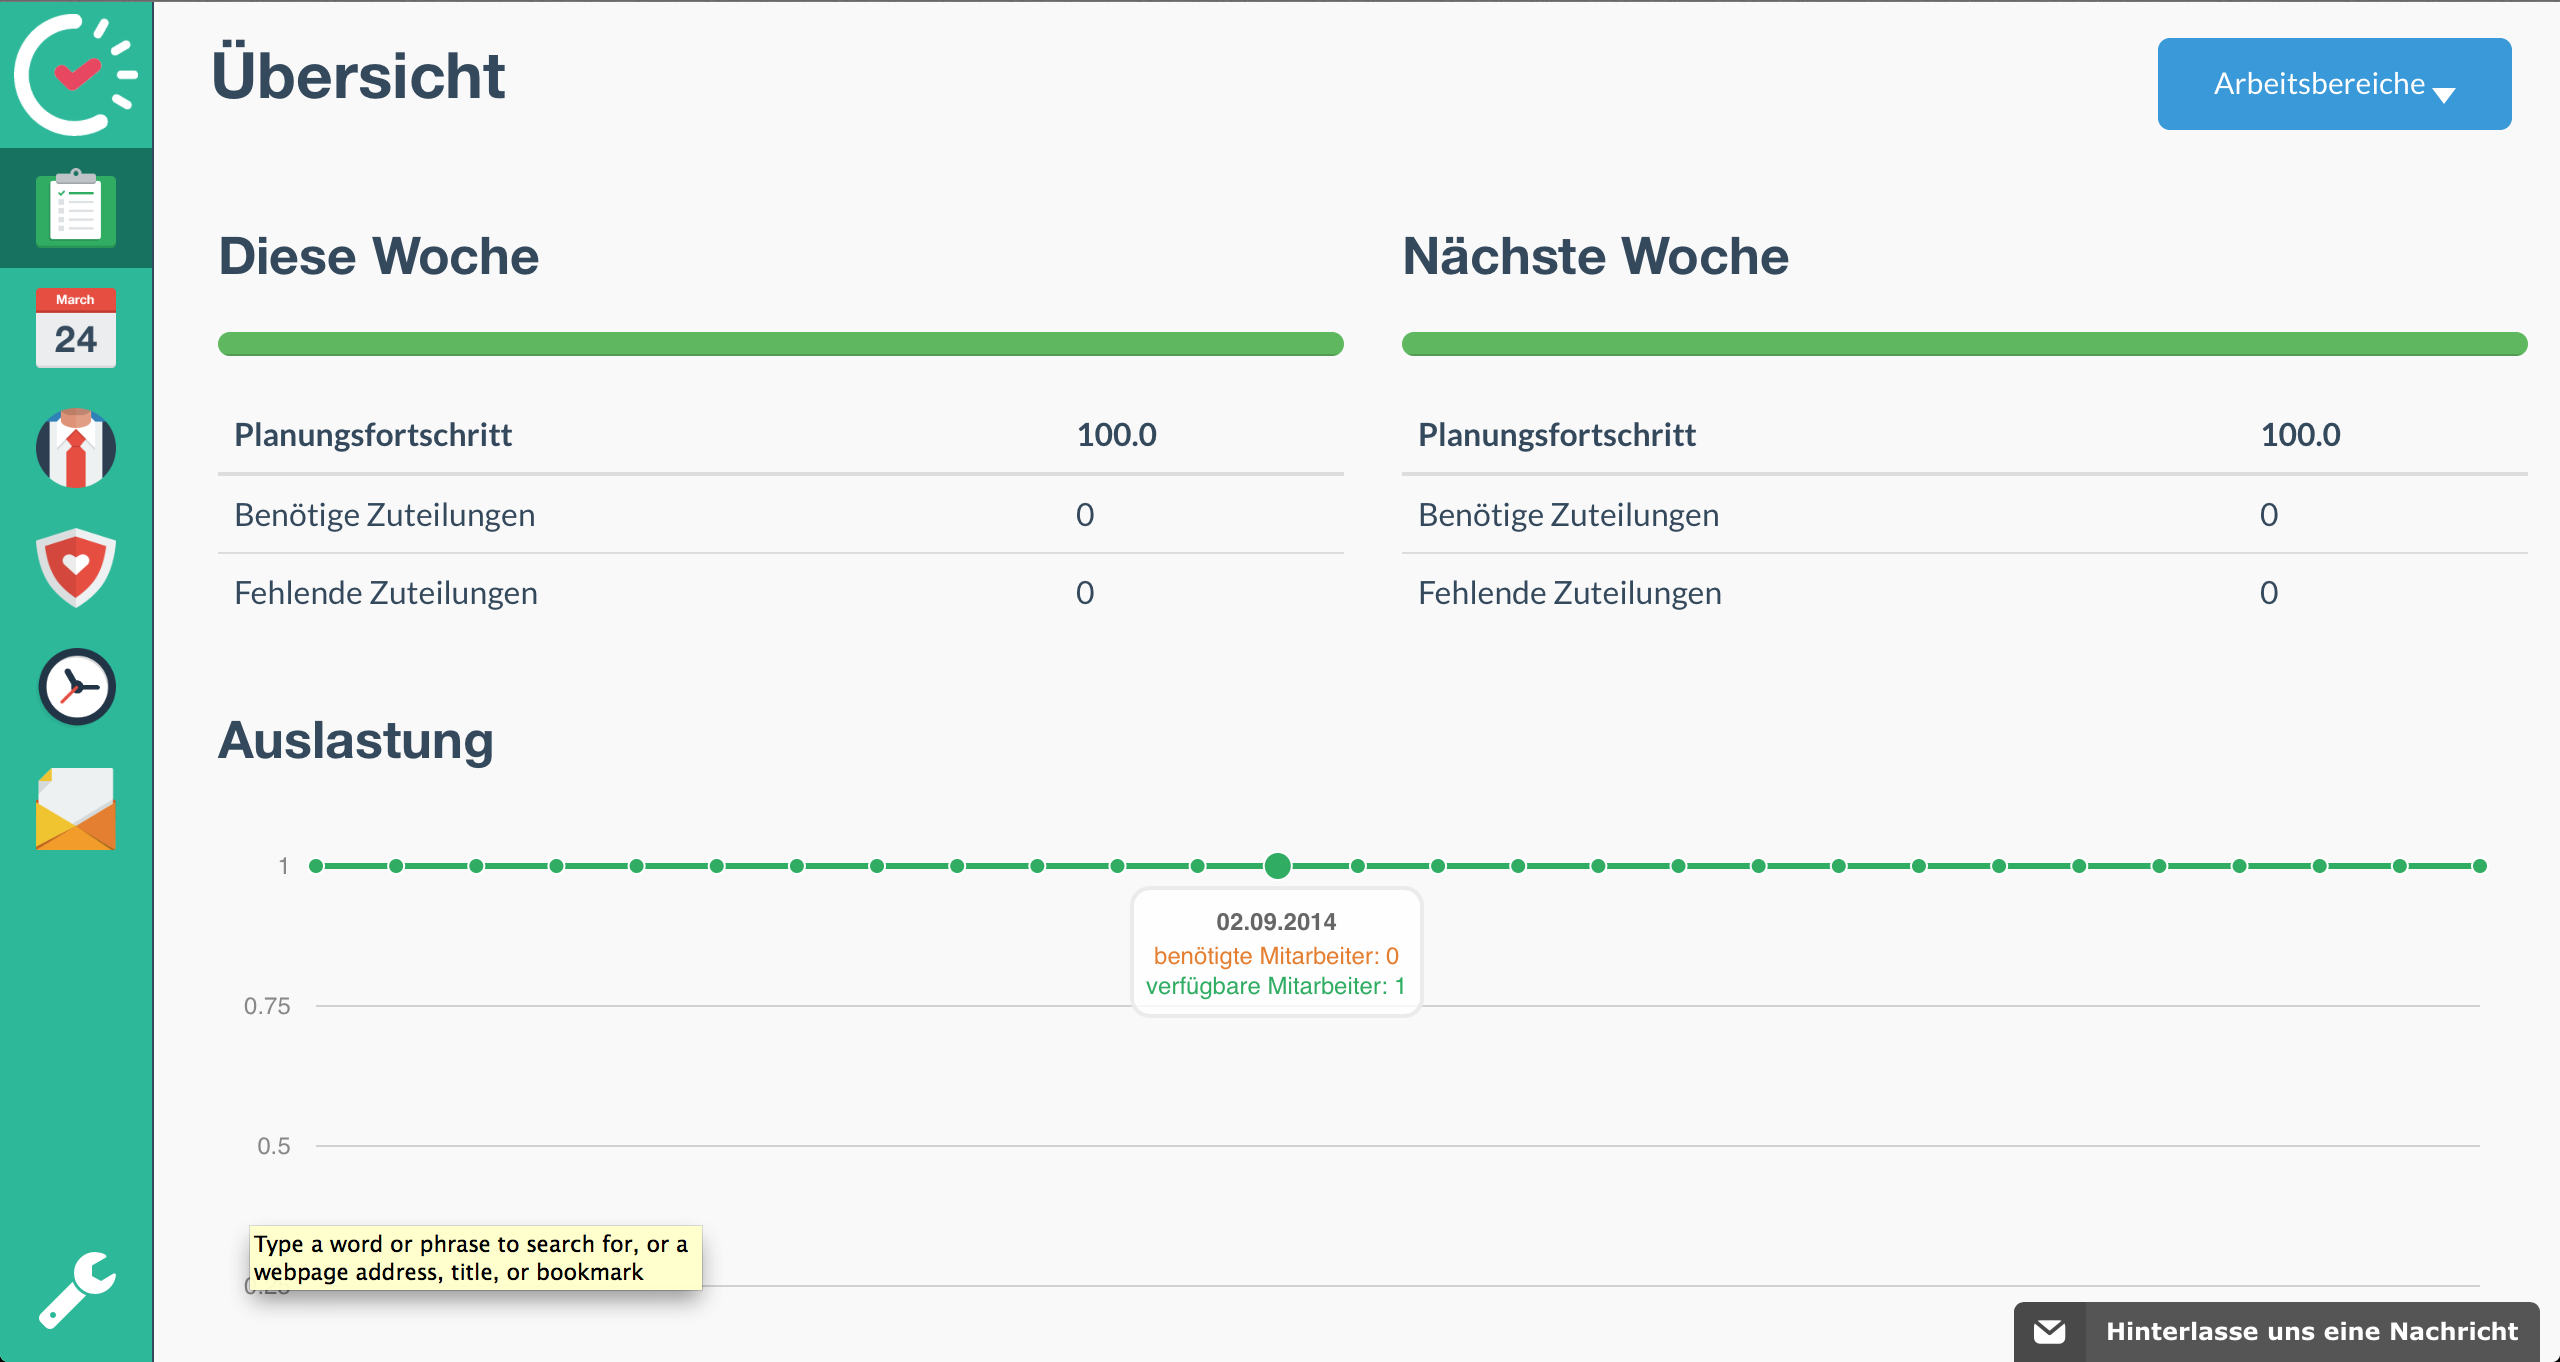 Übersicht
Arbeitsbereiche
March
24
Diese Woche
Nächste Woche
Planungsfortschritt 100.0
Benötige Zuteilungen 0
Fehlende Zuteilungen 0
Planungsfortschritt 100.0
Benötige Zuteilungen 0
Fehlende Zuteilungen 0
Auslastung
1
02.09.2014
benötigte Mitarbeiter: 0
verfügbare Mitarbeiter: 1
0.75
0.5
Type a word or phrase to search for, or a
webpage address, title, or bookmark
Hinterlasse uns eine Nachricht